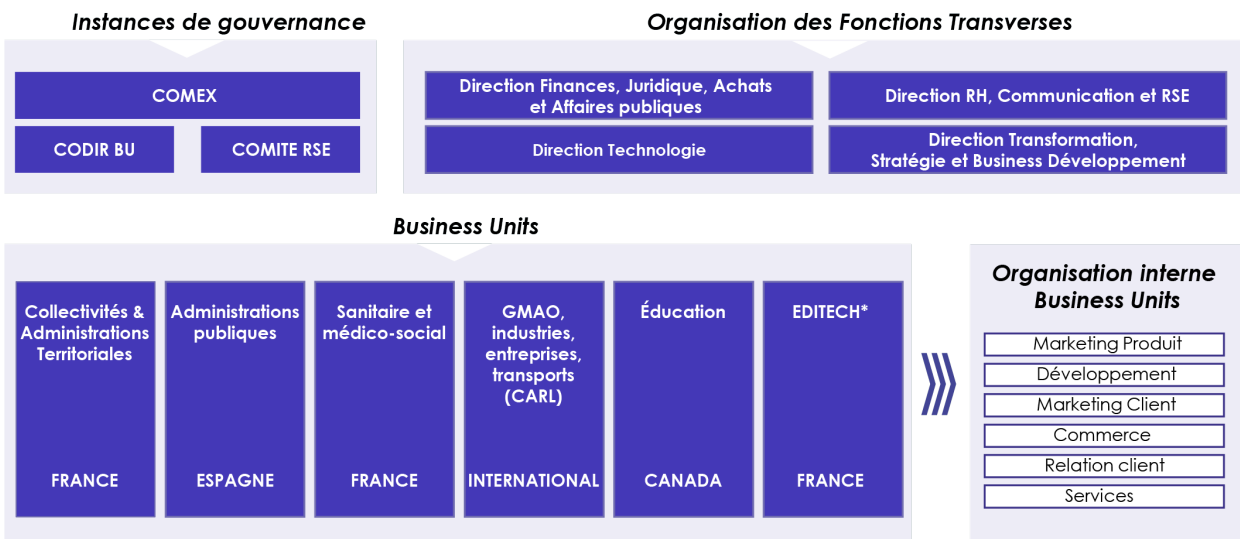 Instances de gouvernance
COMEX
CODIR BU
COMITE RSE
Organisation des Fonctions Transverses
Direction Finances, Juridique, Achats
et Affaires publiques
Direction RH, Communication et RSE
Direction Technologie
Direction Transformation,
Stratégie et Business Développement
Business Units
Collectivités &
Administrations
Territoriales
FRANCE
Administrations
publiques
ESPAGNE
Sanitaire et
médico-social
FRANCE
GMAO,
industries,
entreprises,
transports
(CARL)
INTERNATIONAL
Éducation
CANADA
EDITECH*
FRANCE
Organisation interne
Business Units
Marketing Produit
Développement
Marketing Client
Commerce
Relation client
Services